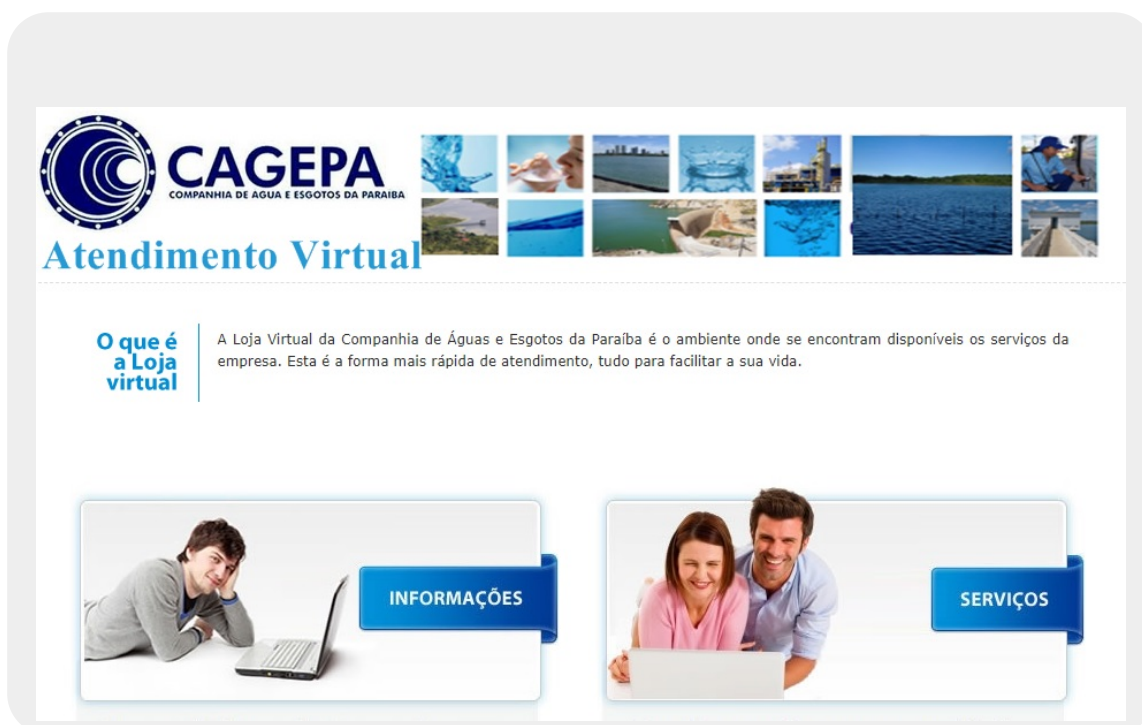 CAGEPA
COMPANHIA DE AGUA E ESGOTOS DA PARAIBA
Atendimento Virtual
O que é
a Loja
virtual
A Loja Virtual da Companhia de Águas e Esgotos da Paraíba é o ambiente onde se encontram disponíveis os serviços da
empresa. Esta é a forma mais rápida de atendimento, tudo para facilitar a sua vida.
INFORMAÇÕES
SERVIÇOS